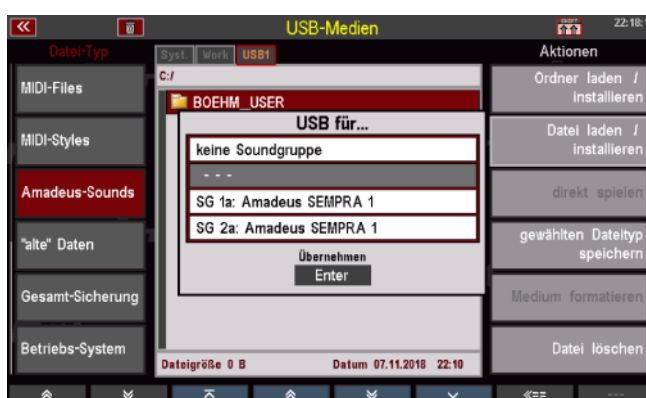 USB-Medien
22:18:
Datei-Typ
Syst. Work USB1
Aktionen
C:/
MIDI-Files
BOEHM_USER
Ordner laden /
installieren
USB für...
MIDI-Styles
keine Soundgruppe
Datei laden /
installieren
- - -
Amadeus-Sounds
SG 1a: Amadeus SEMPRA 1
direkt spielen
SG 2a: Amadeus SEMPRA 1
"alte" Daten
gewählten Dateityp
speichern
Übernehmen
Enter
Gesamt-Sicherung
Medium formatieren
Betriebs-System
Datei löschen
Dateigröße 0 B Datum 07.11.2018 22:10